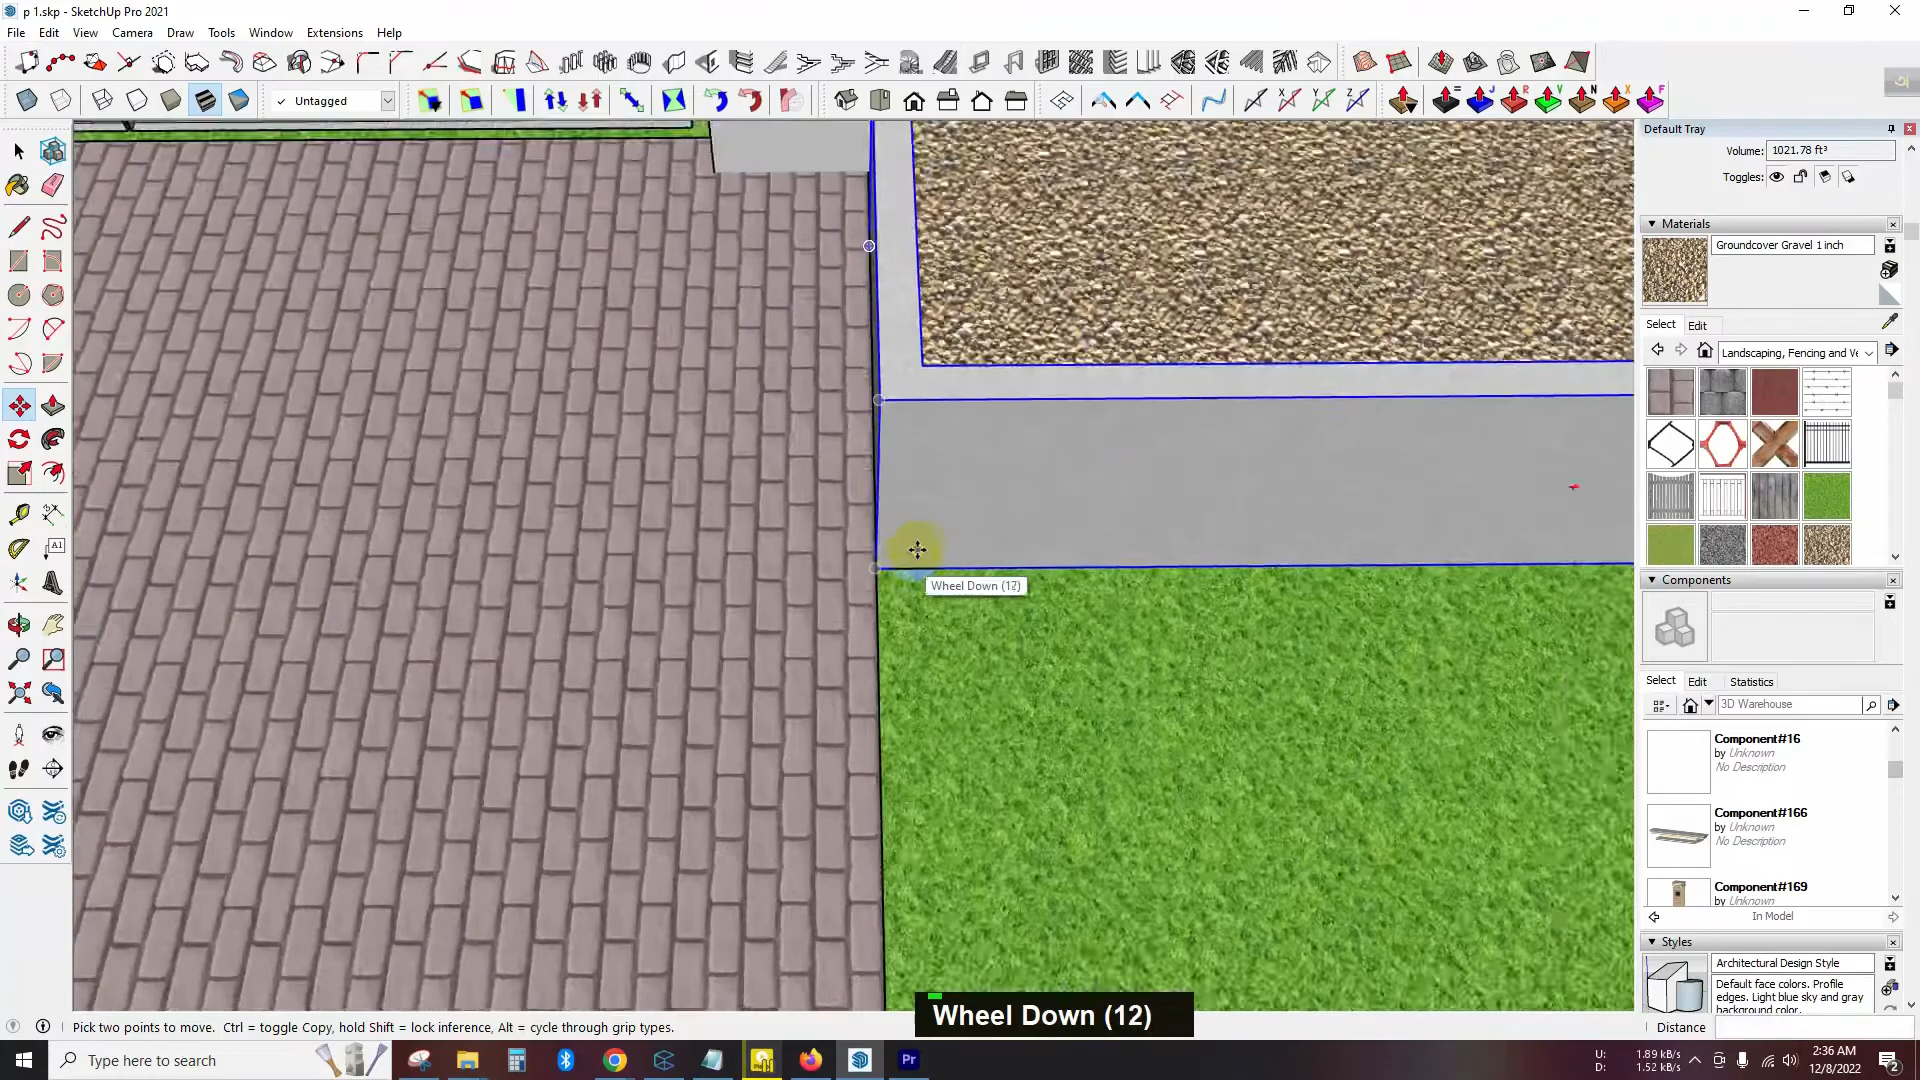 p 1.skp - SketchUp Pro 2021
File Edit View Camera Draw Tools Window Extensions Help
Untagged
Default Tray
Volume: 1021.78 ft³
Toggles:
Materials
Groundcover Gravel 1 inch
Select Edit
Landscaping, Fencing and Ve
Wheel Down (12)
Components
Select Edit Statistics
3D Warehouse
Component#16
by Unknown
No Description
Component#166
by Unknown
No Description
Component#169
by Unknown
In Model
Styles
Architectural Design Style
Default face colors. Profile
edges. Light blue sky and gray
background color.
Wheel Down (12)
Pick two points to move. Ctrl = toggle Copy, hold Shift = lock inference, Alt = cycle through grip types.
Distance
Type here to search
U: 1.89 kB/s
D: 1.52 kB/s
2:36 AM
12/8/2022